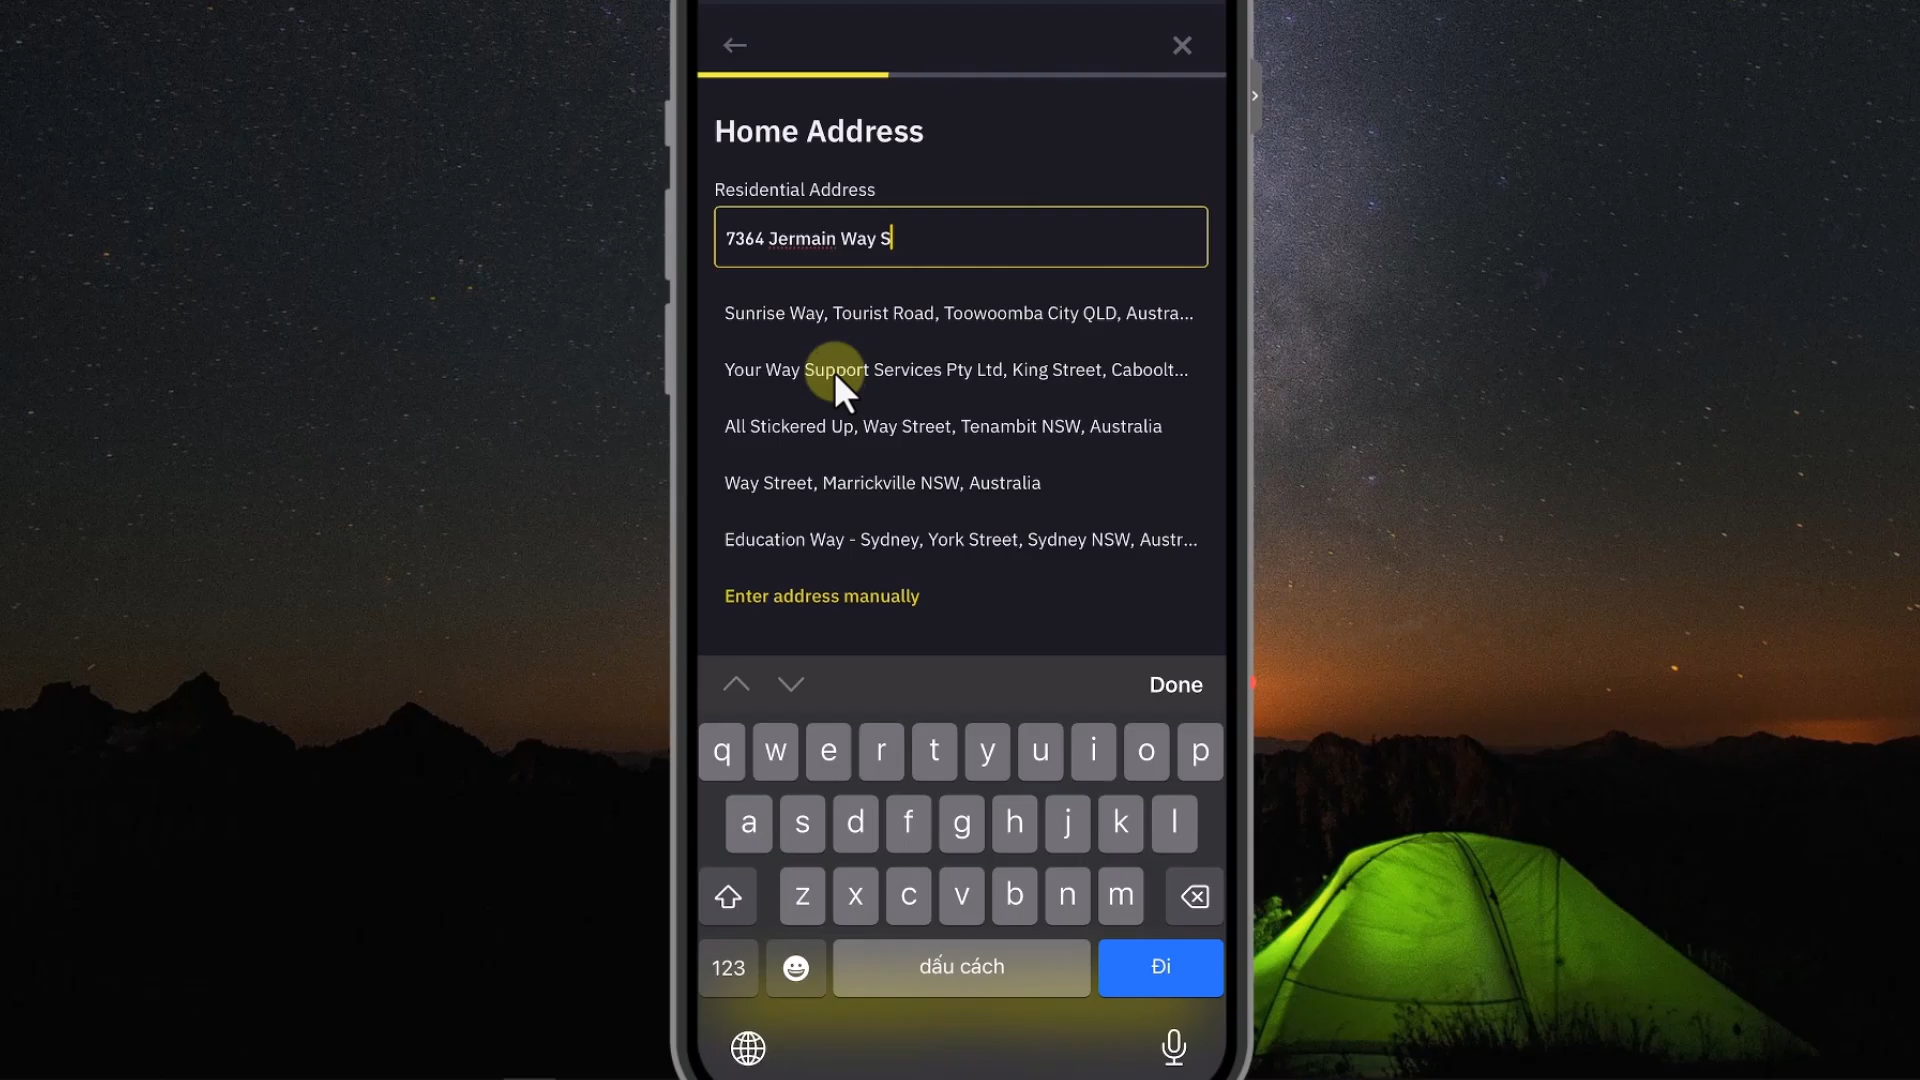 Home Address
Residential Address
7364 Jermain Way S
Sunrise Way, Tourist Road, Toowoomba City QLD, Austra...
Your Way Support Services Pty Ltd, King Street, Caboolt...
All Stickered Up, Way Street, Tenambit NSW, Australia
Way Street, Marrickville NSW, Australia
Education Way - Sydney, York Street, Sydney NSW, Austr...
Enter address manually
Done
q w e r t y u i o p
a s d f g h j k l
z x c v b n m
123 dấu cách Đi